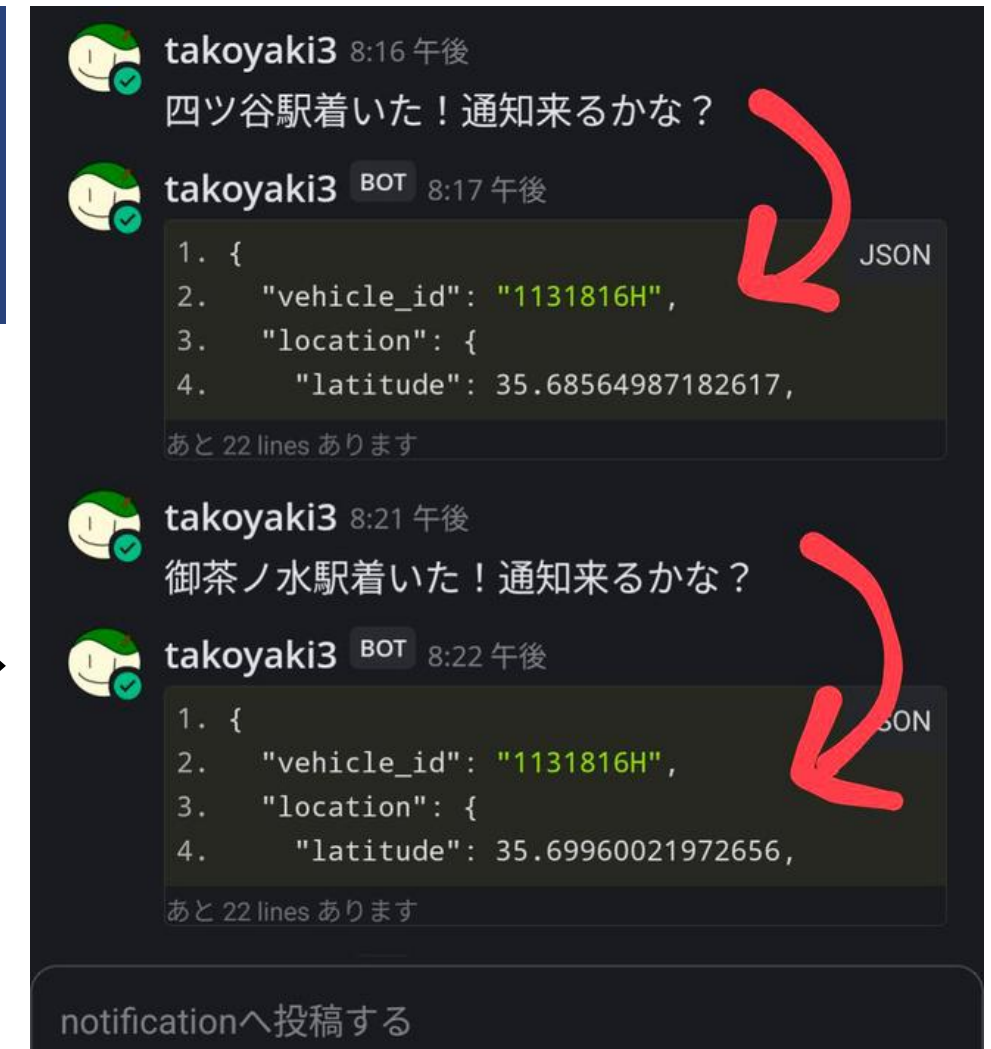 takoyaki3 8:16 午後
四ツ谷駅着いた！通知来るかな？
takoyaki3 BOT 8:17 午後
JSON
1. {
2.   "vehicle_id": "1131816H",
3.   "location": {
4.     "latitude": 35.68564987182617,
あと 22 lines あります
takoyaki3 8:21 午後
御茶ノ水駅着いた！通知来るかな？
takoyaki3 BOT 8:22 午後
SON
1. {
2.   "vehicle_id": "1131816H",
3.   "location": {
4.     "latitude": 35.69960021972656,
あと 22 lines あります
notificationへ投稿する